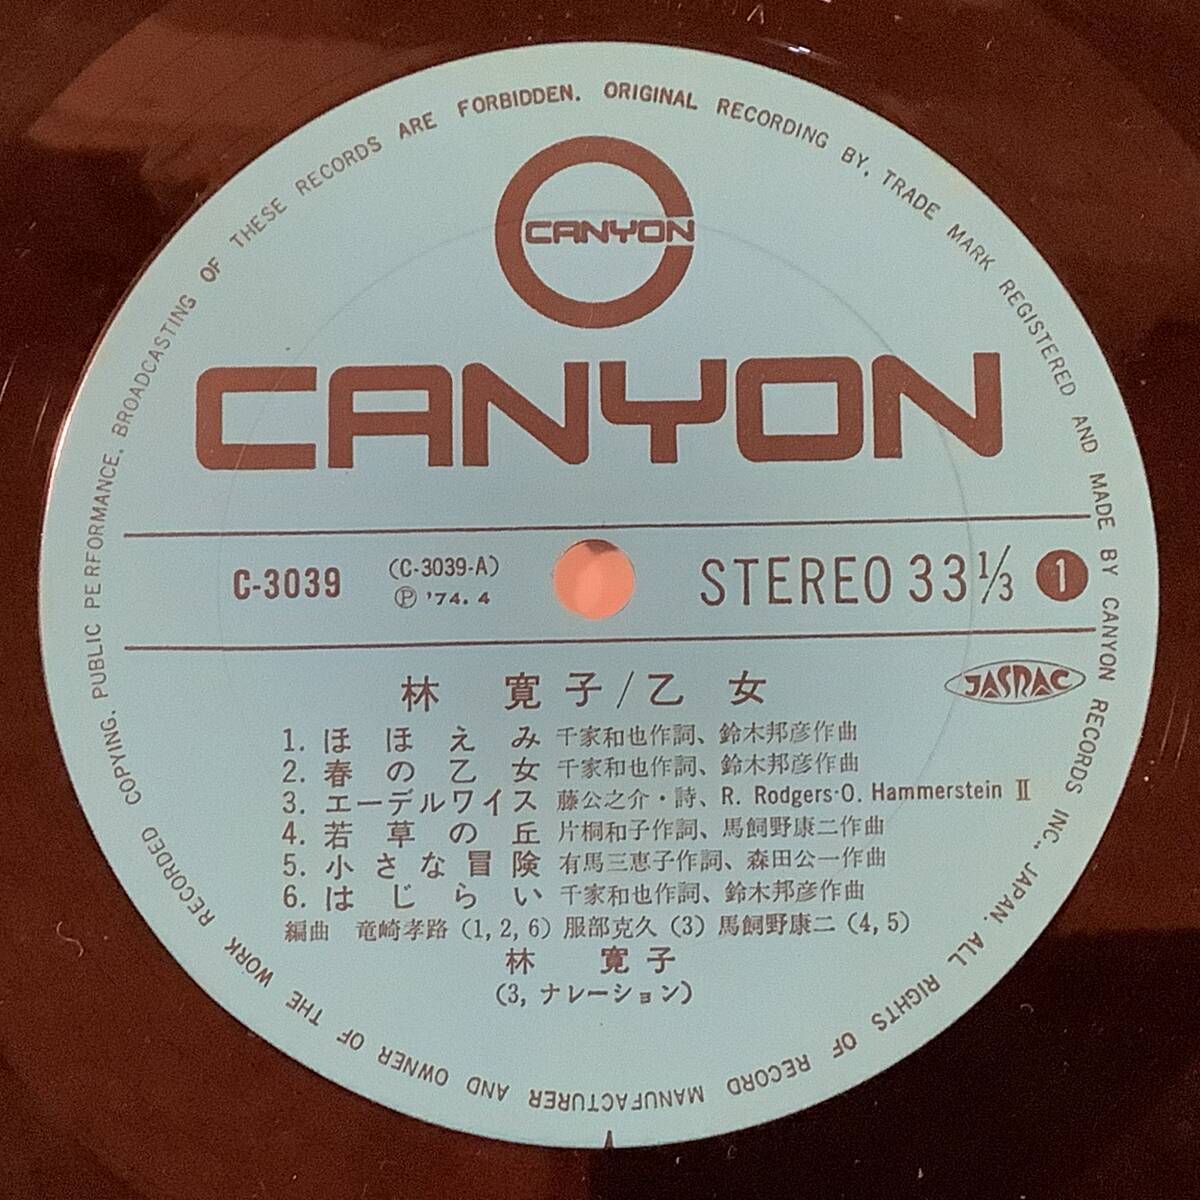 COPYING, PUBLIC PERFORMANCE, BROADCASTING OF THESE RECORDS ARE FORBIDDEN. ORIGINAL RECORDING BY, TRADE MARK REGISTERED AND MADE BY CANYON RECORDS INC., JAPAN. ALL RIGHTS OF RECORD MANUFACTURER AND OWNER OF THE WORK RECORDED
CANYON
CANYON
C-3039 (C-3039-A) STEREO 33 1/3 1
Ⓟ '74. 4
林 寛子/乙女
JASRAC
1. ほほえみ 千家和也作詞、鈴木邦彦作曲
2. 春の乙女 千家和也作詞、鈴木邦彦作曲
3. エーデルワイス 藤公之介・詩、R. Rodgers·O. Hammerstein II
4. 若草の丘 片桐和子作詞、馬飼野康二作曲
5. 小さな冒険 有馬三恵子作詞、森田公一作曲
6. はじらい 千家和也作詞、鈴木邦彦作曲
編曲 竜崎孝路 (1, 2, 6) 服部克久 (3) 馬飼野康二 (4, 5)
林 寛子
(3, ナレーション)